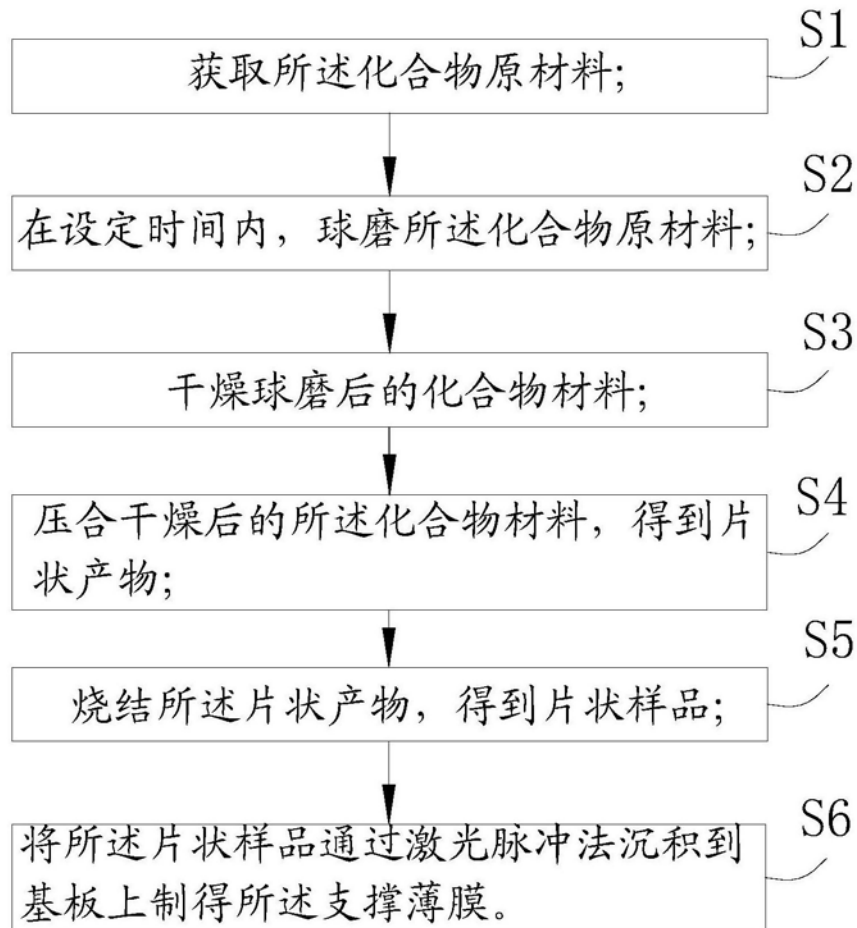 S1
获取所述化合物原材料;
S2
在设定时间内，球磨所述化合物原材料;
S3
干燥球磨后的化合物材料;
S4
压合干燥后的所述化合物材料，得到片
状产物;
S5
烧结所述片状产物，得到片状样品;
S6
将所述片状样品通过激光脉冲法沉积到
基板上制得所述支撑薄膜。